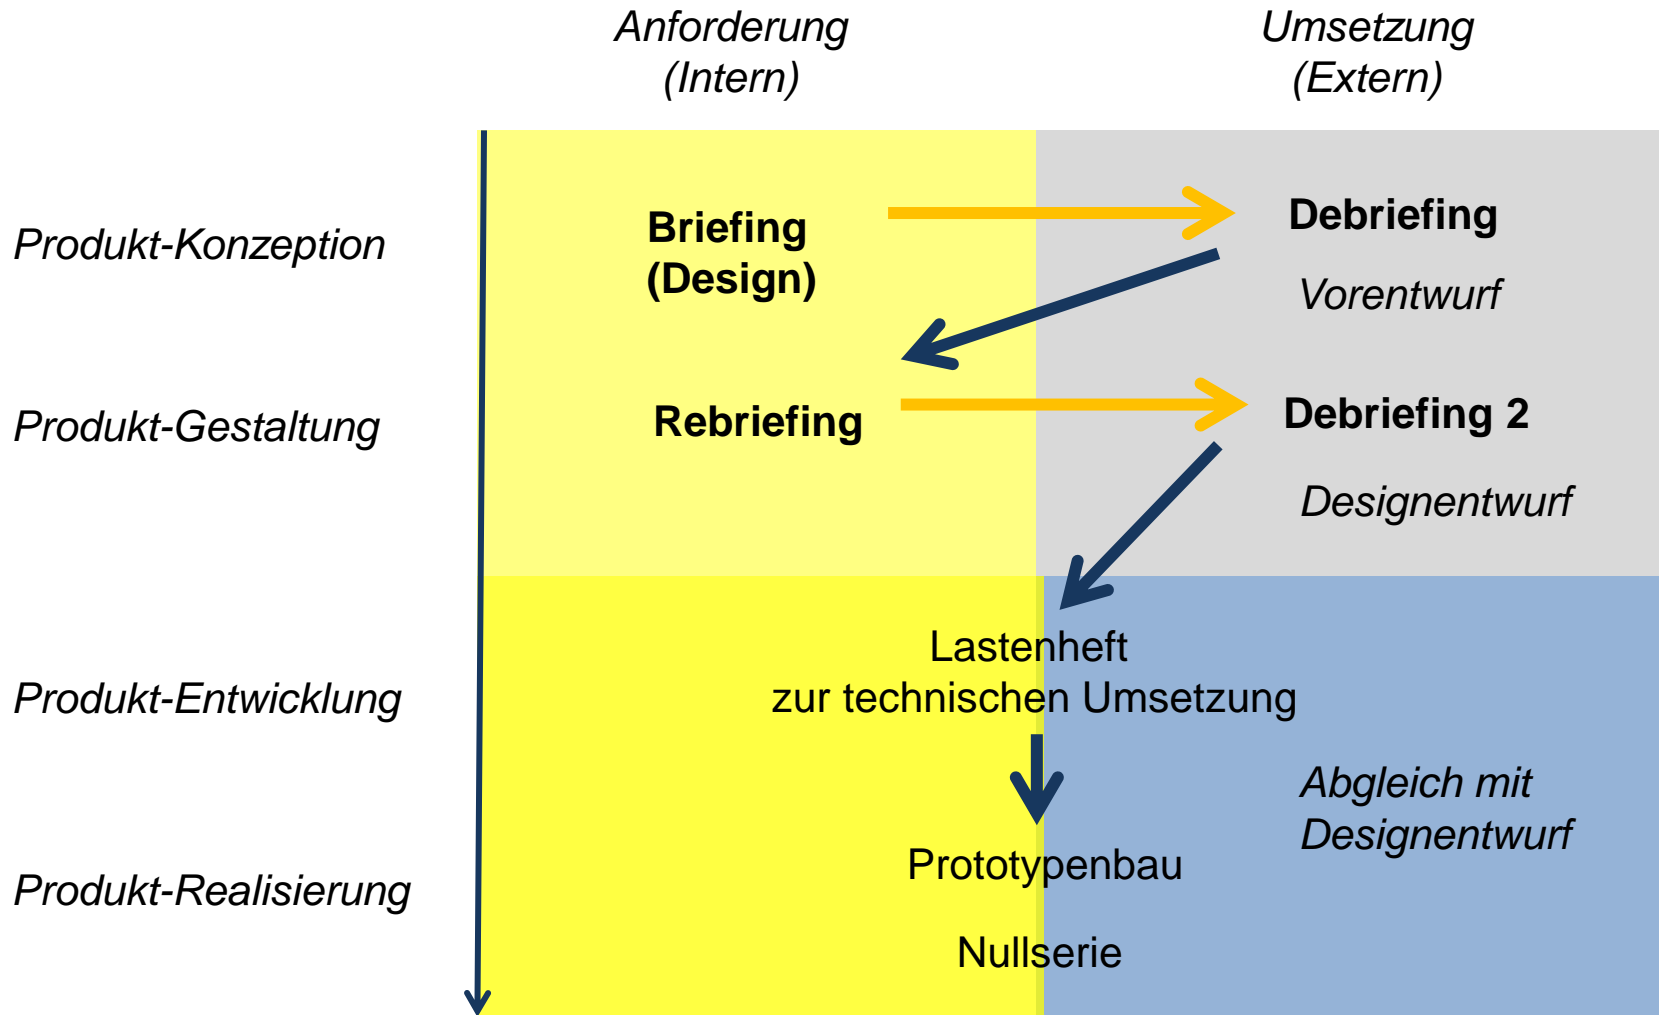 Anforderung
(Intern)
Umsetzung
(Extern)
Produkt-Konzeption
Briefing
(Design)
Debriefing
Vorentwurf
Produkt-Gestaltung
Rebriefing
Debriefing 2
Designentwurf
Produkt-Entwicklung
Lastenheft
zur technischen Umsetzung
Abgleich mit
Designentwurf
Produkt-Realisierung
Prototypenbau
Nullserie